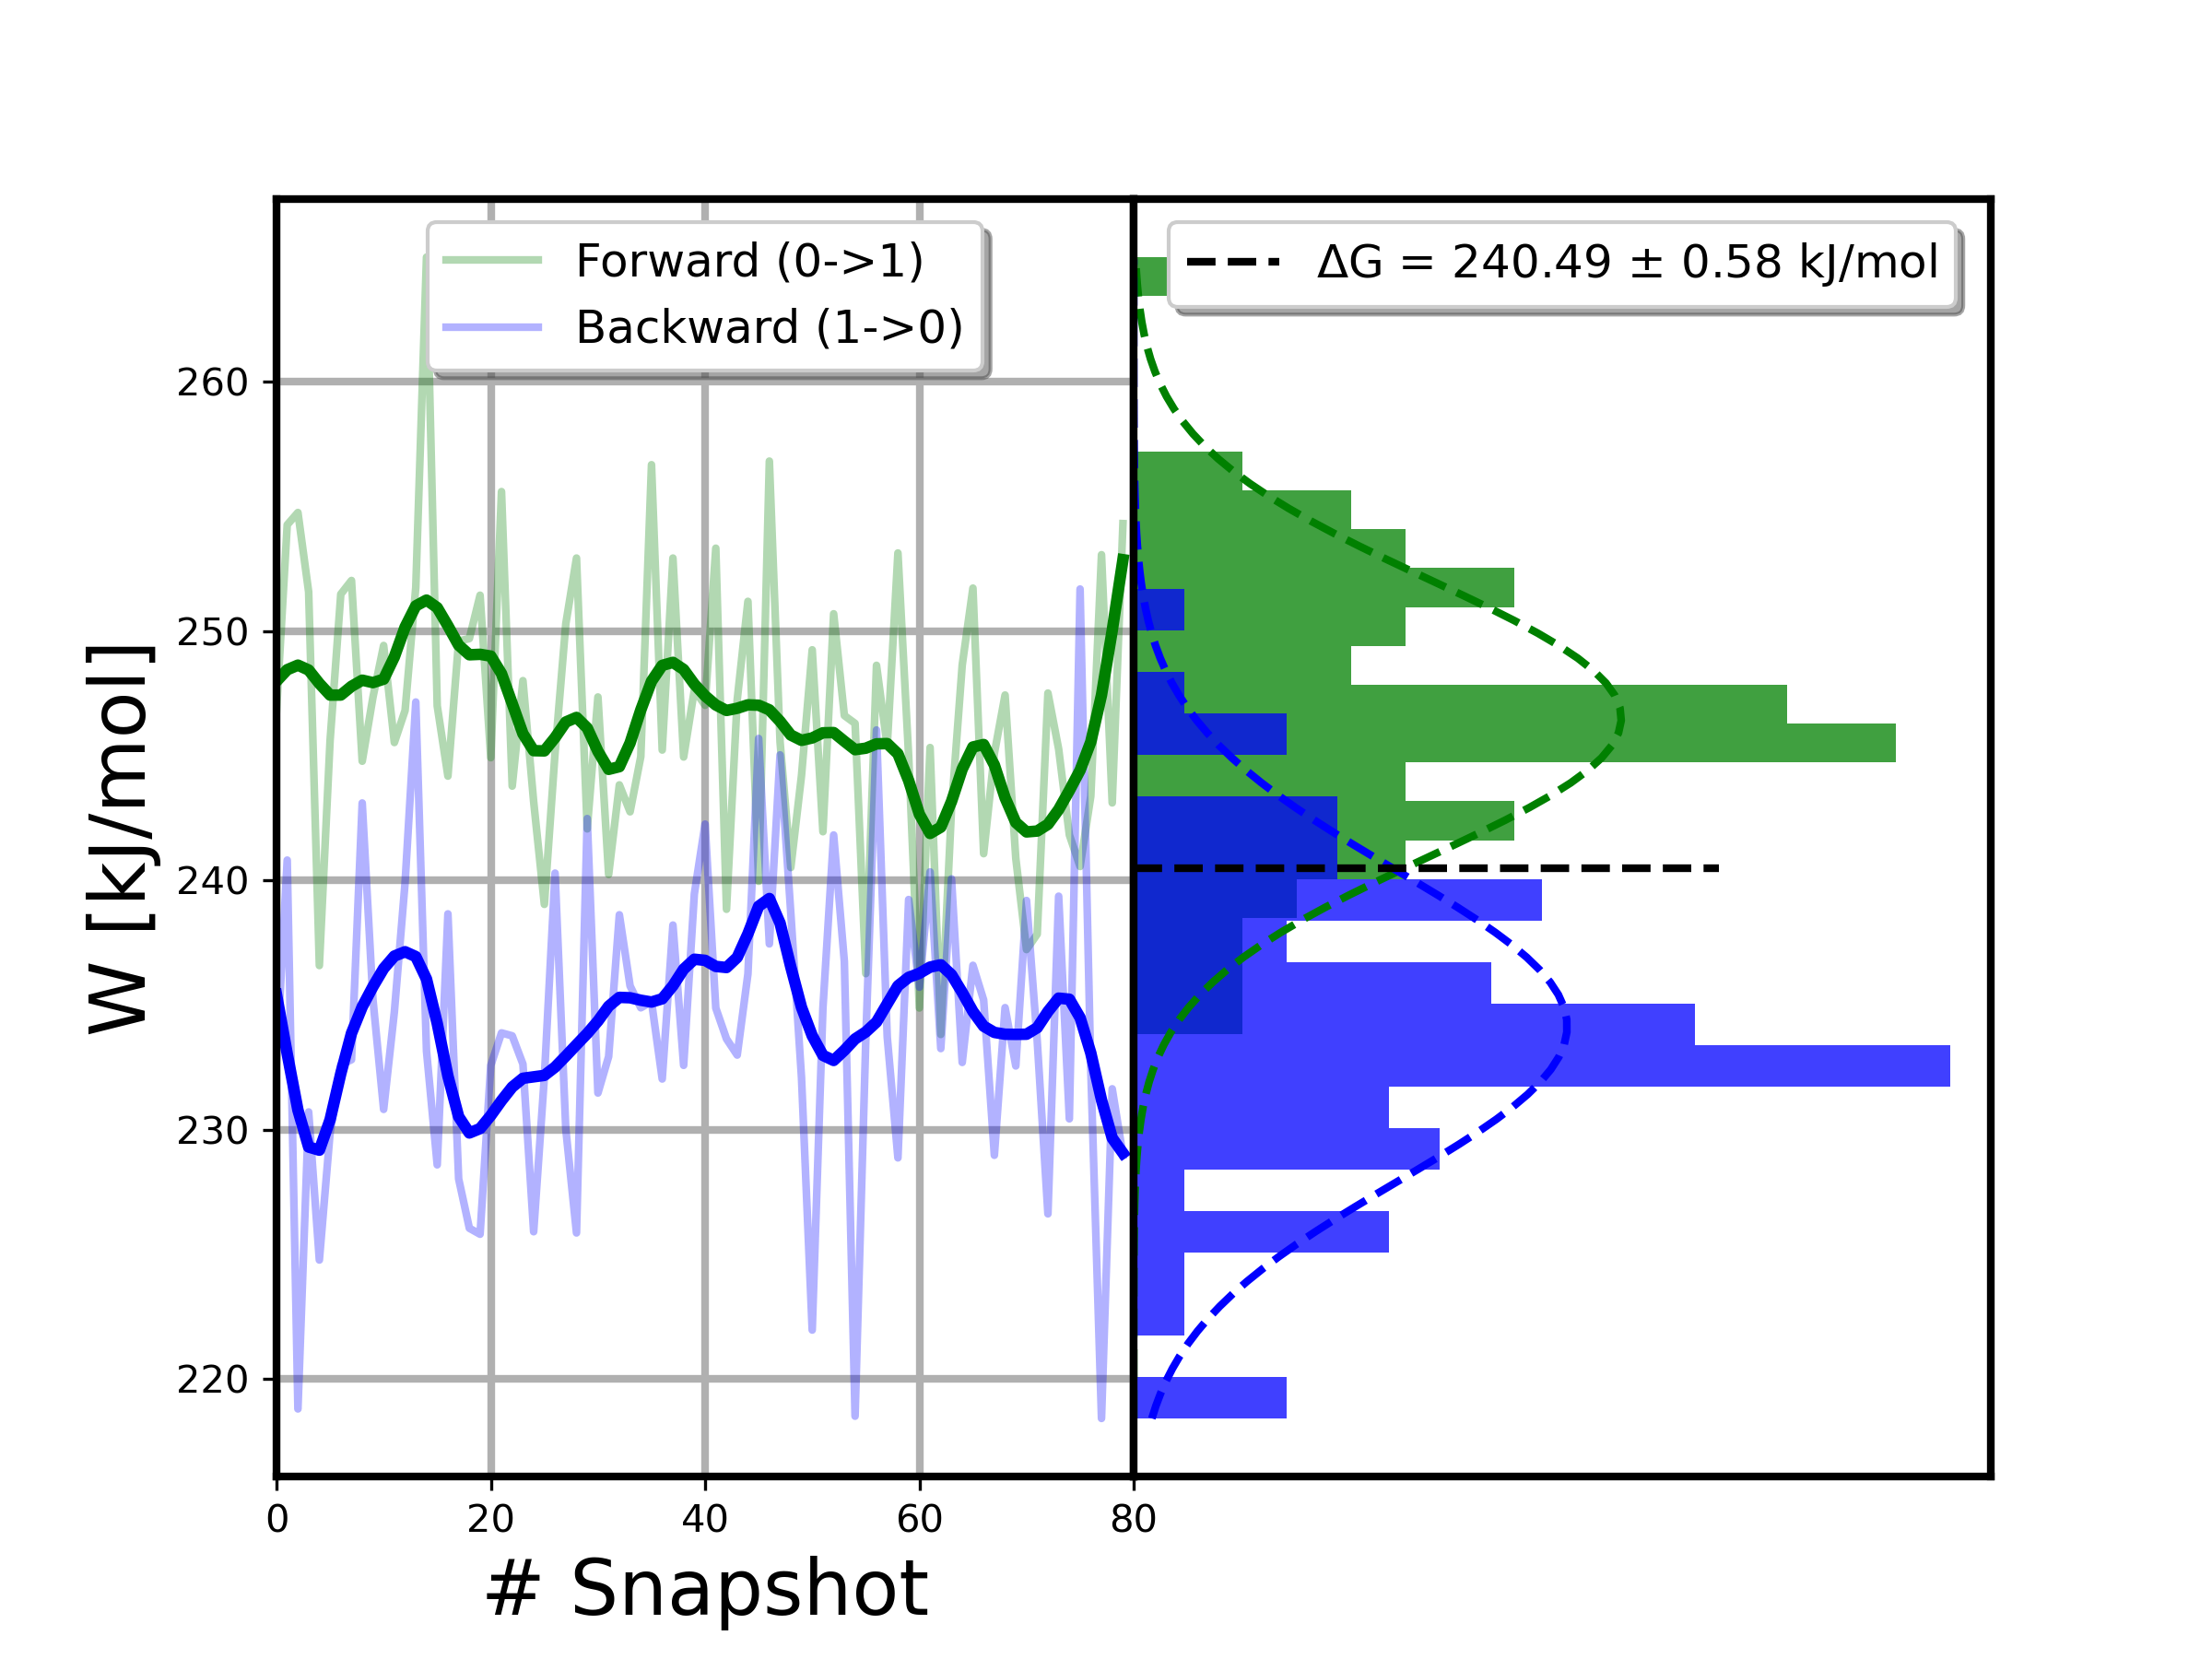 Forward (0->1)
Backward (1->0)
ΔG = 240.49 ± 0.58 kJ/mol
260
250
240
230
220
W [kJ/mol]
0 20 40 60 80
# Snapshot